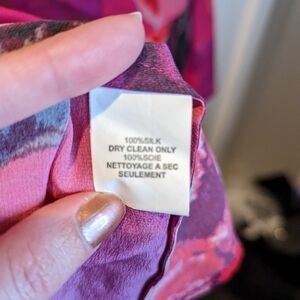 100%SILK
DRY CLEAN ONLY
100%SOIE
NETTOYAGE A SEC
SEULEMENT